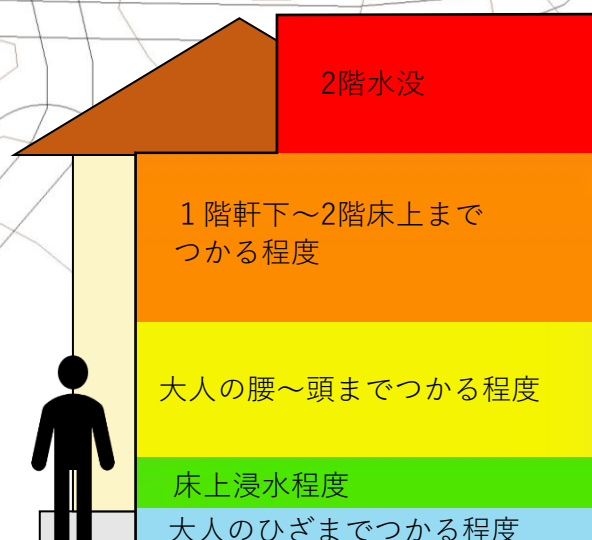 2階水没
１階軒下～2階床上まで
つかる程度
大人の腰～頭までつかる程度
床上浸水程度
大人のひざまでつかる程度